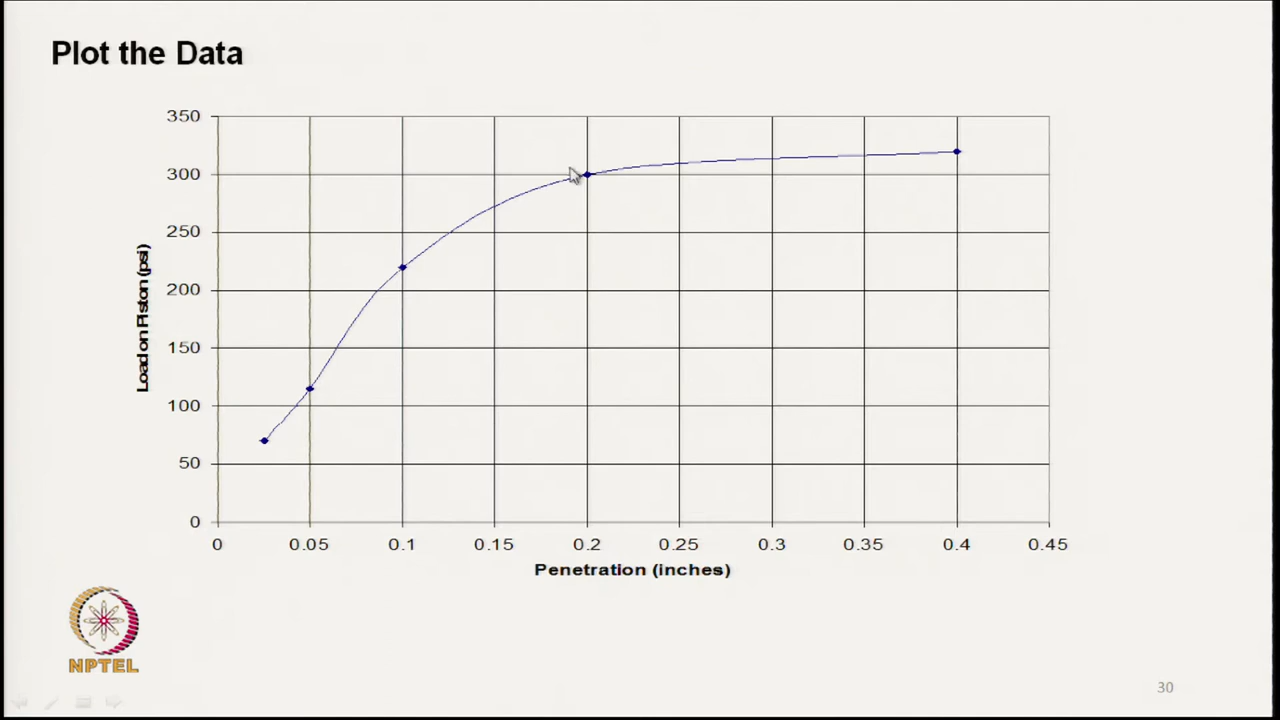 Plot the Data
350
300
250
200
150
100
50
0
Load on Piston (psi)
0 0.05 0.1 0.15 0.2 0.25 0.3 0.35 0.4 0.45
Penetration (inches)
NPTEL
30